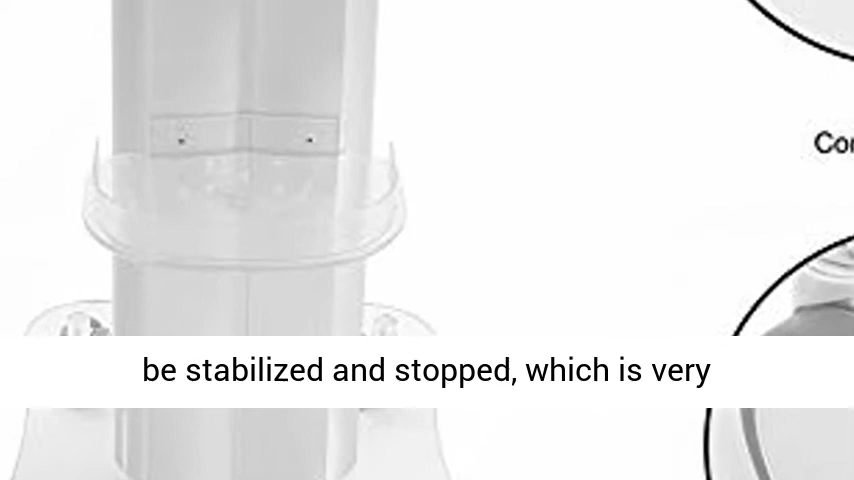 be stabilized and stopped, which is very